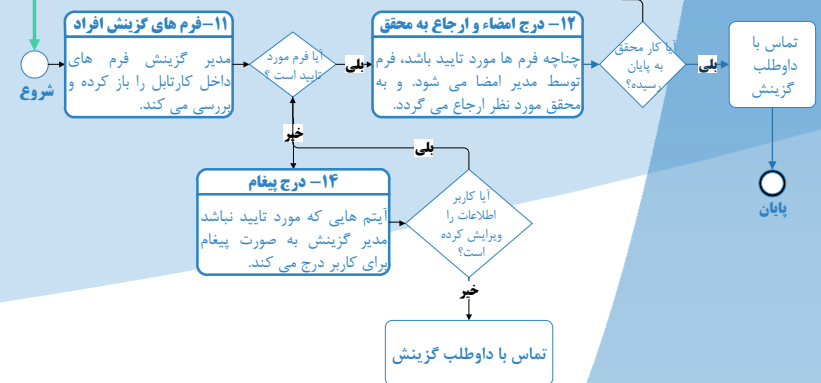 ۱۱- فرم های گزینش افراد
مدیر گزینش فرم های
داخل کارتابل را باز کرده و
بررسی می کند.
شروع
آیا فرم مورد
تایید است ؟
بلی
۱۲- درج امضاء و ارجاع به محقق
چناچه فرم ها مورد تایید باشد، فرم
توسط مدیر امضا می شود. و به
محقق مورد نظر ارجاع می گردد.
آیا کار محقق
به پایان
رسیده؟
بلی
تماس با
داوطلب
گزینش
پایان
خیر
بلی
۱۴- درج پیغام
آیتم هایی که مورد تایید نباشد
مدیر گزینش به صورت پیغام
برای کاربر درج می کند.
آیا کاربر
اطلاعات را
ویرایش کرده
است؟
خیر
تماس با داوطلب گزینش